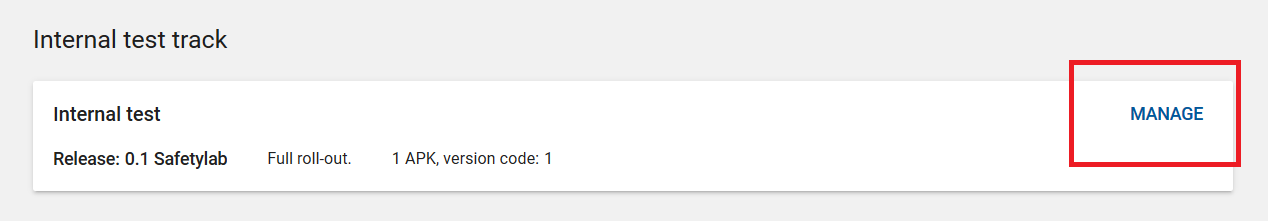 Internal test track
Internal test
MANAGE
Release: 0.1 Safetylab Full roll-out. 1 APK, version code: 1